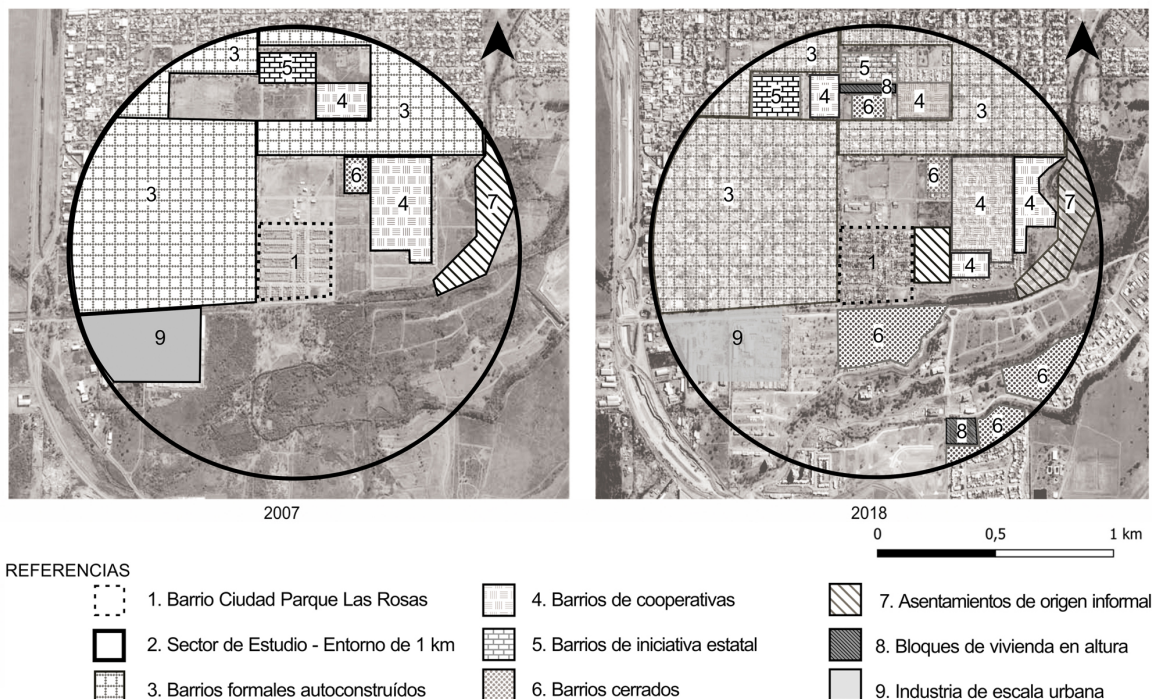 3
5
4
3
3
6
4
7
1
9
2007
3
5
8
5
4
6
4
3
3
6
4
4
7
1
4
9
6
6
8
6
2018
0 0,5 1 km
REFERENCIAS
1. Barrio Ciudad Parque Las Rosas
2. Sector de Estudio - Entorno de 1 km
3. Barrios formales autoconstruídos
4. Barrios de cooperativas
5. Barrios de iniciativa estatal
6. Barrios cerrados
7. Asentamientos de origen informal
8. Bloques de vivienda en altura
9. Industria de escala urbana